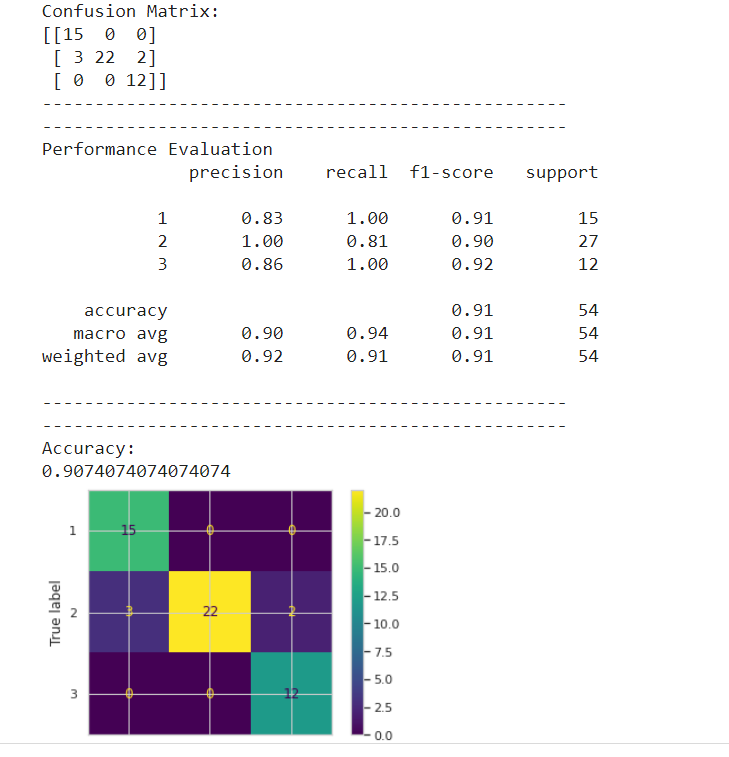 Confusion Matrix:
[[15  0  0]
 [ 3 22  2]
 [ 0  0 12]]
--------------------------------------------------
--------------------------------------------------
Performance Evaluation
              precision    recall  f1-score   support

           1       0.83      1.00      0.91        15
           2       1.00      0.81      0.90        27
           3       0.86      1.00      0.92        12

    accuracy                           0.91        54
   macro avg       0.90      0.94      0.91        54
weighted avg       0.92      0.91      0.91        54

--------------------------------------------------
--------------------------------------------------
Accuracy:
0.9074074074074074
1
15 0 0
True label
2
3 22 2
3
0 0 12
20.0
17.5
15.0
12.5
10.0
7.5
5.0
2.5
0.0